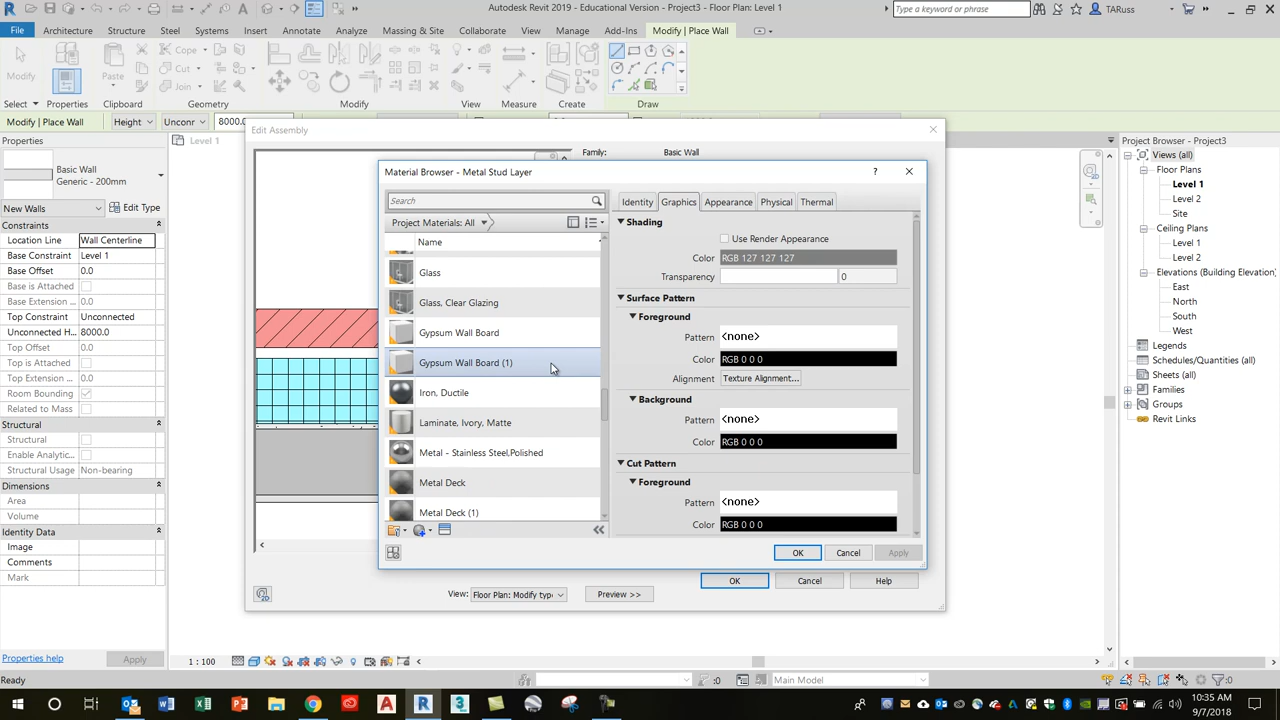 Autodesk Revit 2019 - Educational Version - Project3 - Floor Plan: Level 1
Type a keyword or phrase
TARuss
File
Architecture
Structure
Steel
Systems
Insert
Annotate
Analyze
Massing & Site
Collaborate
View
Manage
Add-Ins
Modify | Place Wall
Modify
Paste
Cope
Cut
Join
Select
Properties
Clipboard
Geometry
Modify
View
Measure
Create
Draw
Modify | Place Wall
Height
Unconr
8000.0
Properties
Basic Wall
Generic - 200mm
New Walls
Edit Type
Constraints
Location Line
Wall Centerline
Base Constraint
Level 1
Base Offset
0.0
Base is Attached
Base Extension ...
0.0
Top Constraint
Unconnected
Unconnected H...
8000.0
Top Offset
0.0
Top is Attached
Top Extension ...
0.0
Room Bounding
Related to Mass
Structural
Structural
Enable Analytic...
Structural Usage
Non-bearing
Dimensions
Area
Volume
Identity Data
Image
Comments
Mark
Properties help
Apply
Level 1
Edit Assembly
Family:
Basic Wall
Material Browser - Metal Stud Layer
?
Search
Project Materials: All
Name
Glass
Glass, Clear Glazing
Gypsum Wall Board
Gypsum Wall Board (1)
Iron, Ductile
Laminate, Ivory, Matte
Metal - Stainless Steel,Polished
Metal Deck
Metal Deck (1)
Identity
Graphics
Appearance
Physical
Thermal
Shading
Use Render Appearance
Color
RGB 127 127 127
Transparency
0
Surface Pattern
Foreground
Pattern
<none>
Color
RGB 0 0 0
Alignment
Texture Alignment...
Background
Pattern
<none>
Color
RGB 0 0 0
Cut Pattern
Foreground
Pattern
<none>
Color
RGB 0 0 0
OK
Cancel
Apply
View:
Floor Plan: Modify type
Preview >>
OK
Cancel
Help
Project Browser - Project3
Views (all)
Floor Plans
Level 1
Level 2
Site
Ceiling Plans
Level 1
Level 2
Elevations (Building Elevation)
East
North
South
West
Legends
Schedules/Quantities (all)
Sheets (all)
Families
Groups
Revit Links
1 : 100
Ready
:0
Main Model
:0
10:35 AM
9/7/2018